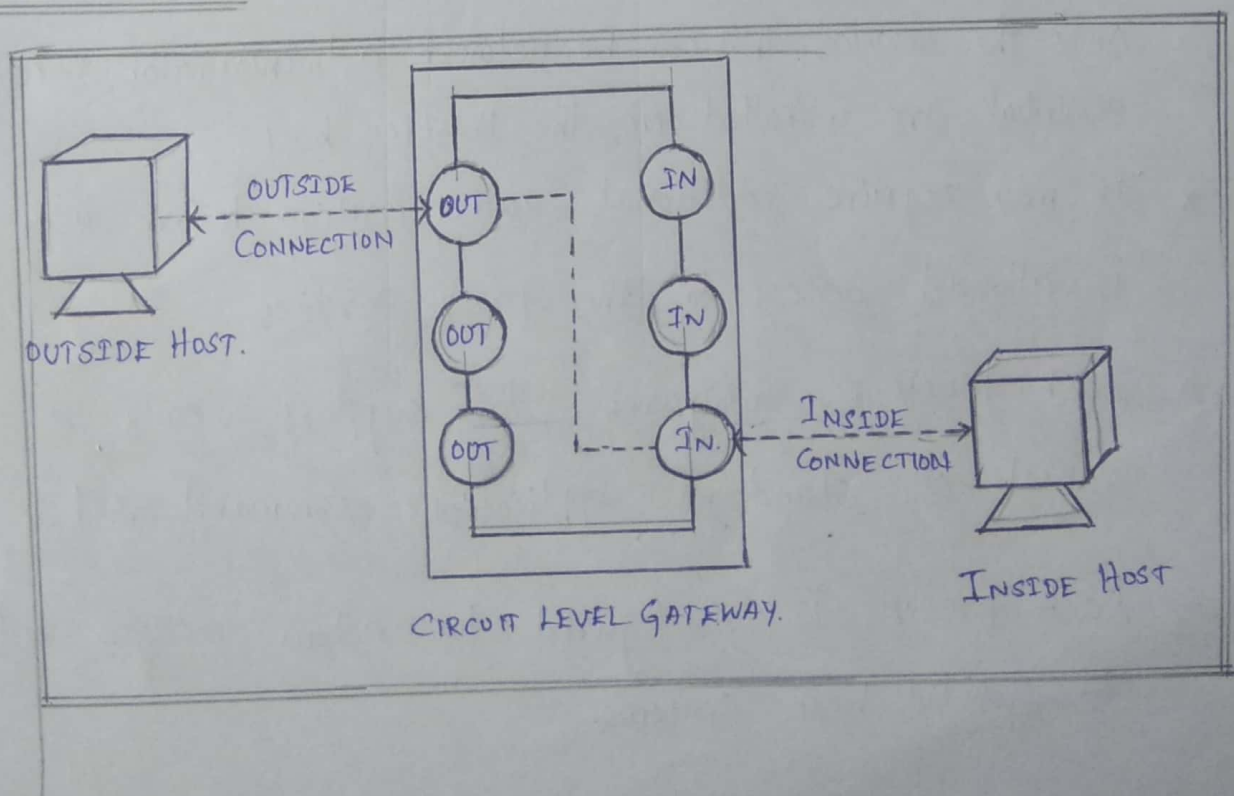 OUTSIDE
CONNECTION
OUTSIDE HOST.
OUT
OUT
OUT
IN
IN
IN.
INSIDE
CONNECTION
INSIDE HOST
CIRCUIT LEVEL GATEWAY.